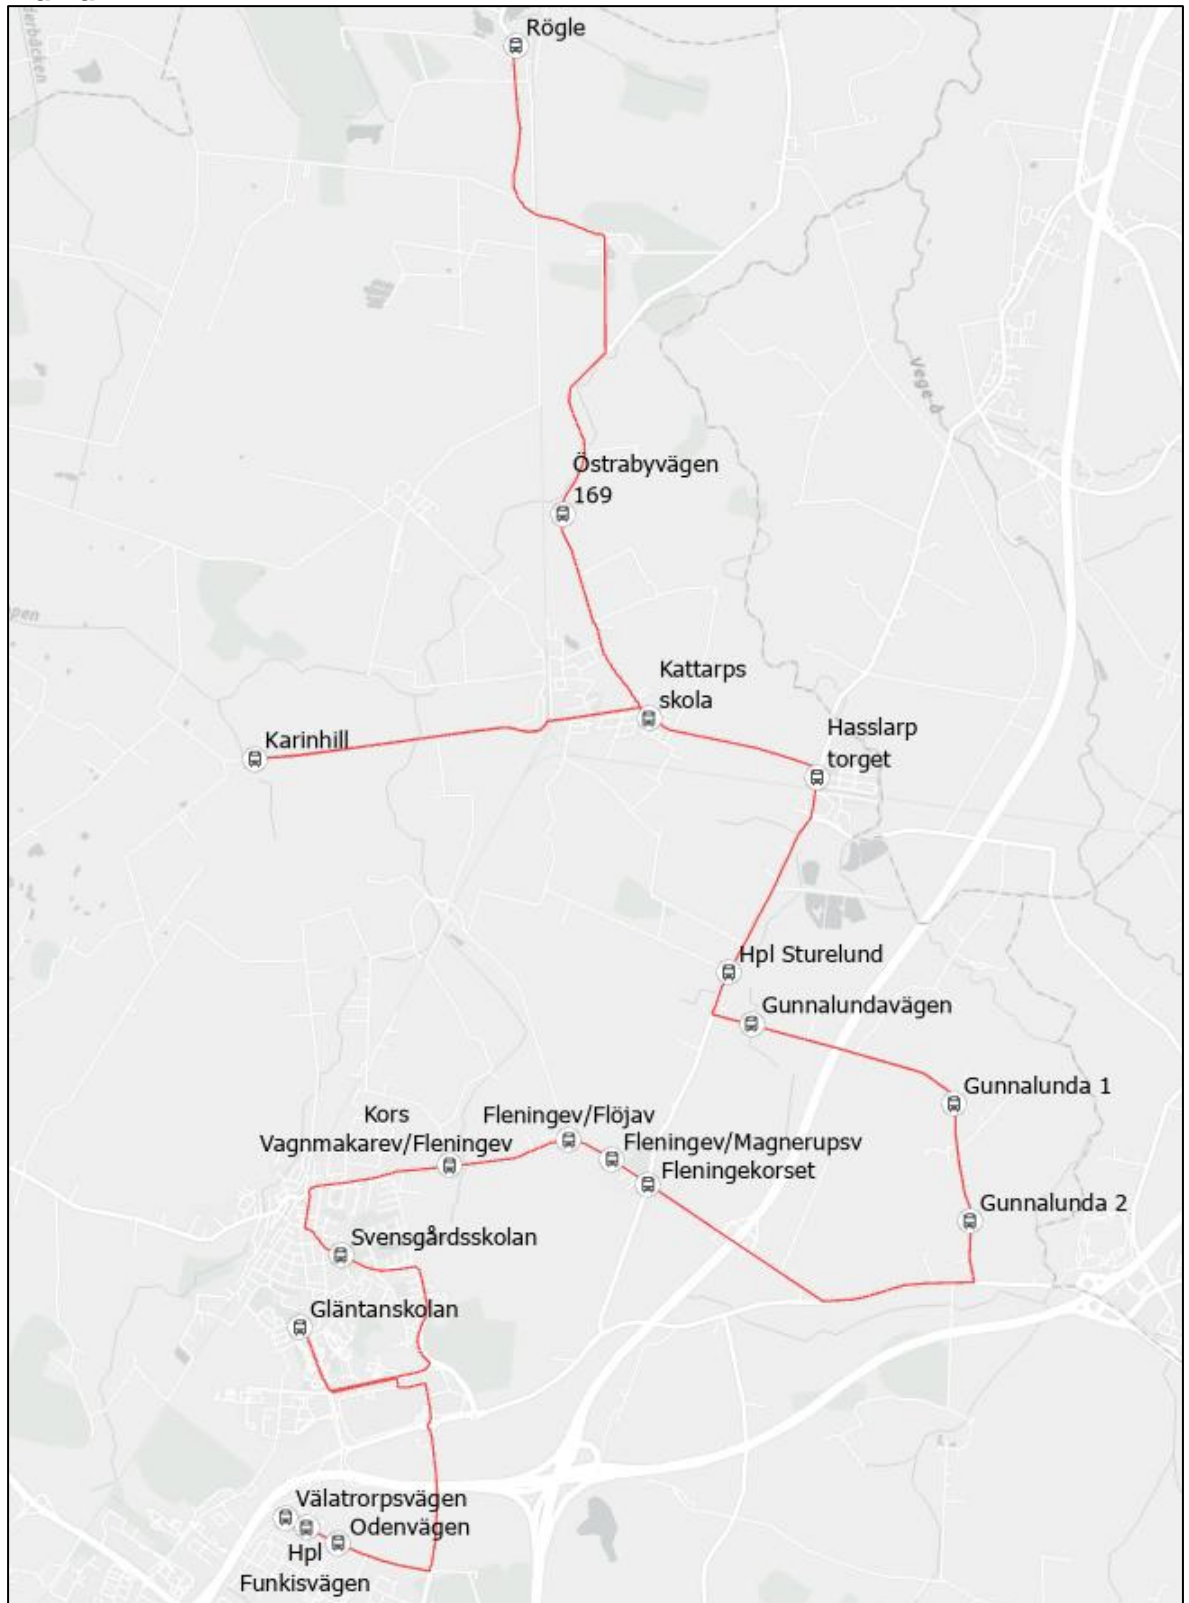 Rögle
Vege å
Östrabyvägen
169
Kattarps
skola
Karinhill
Hasslarp
torget
Hpl Sturelund
Gunnalundavägen
Gunnalunda 1
Kors
Vagnmakarev/Fleningev
Fleningev/Flöjav
Fleningev/Magnerupsv
Fleningekorset
Gunnalunda 2
Svensgårdsskolan
Gläntanskolan
Välatrorpsvägen
Odenvägen
Hpl
Funkisvägen